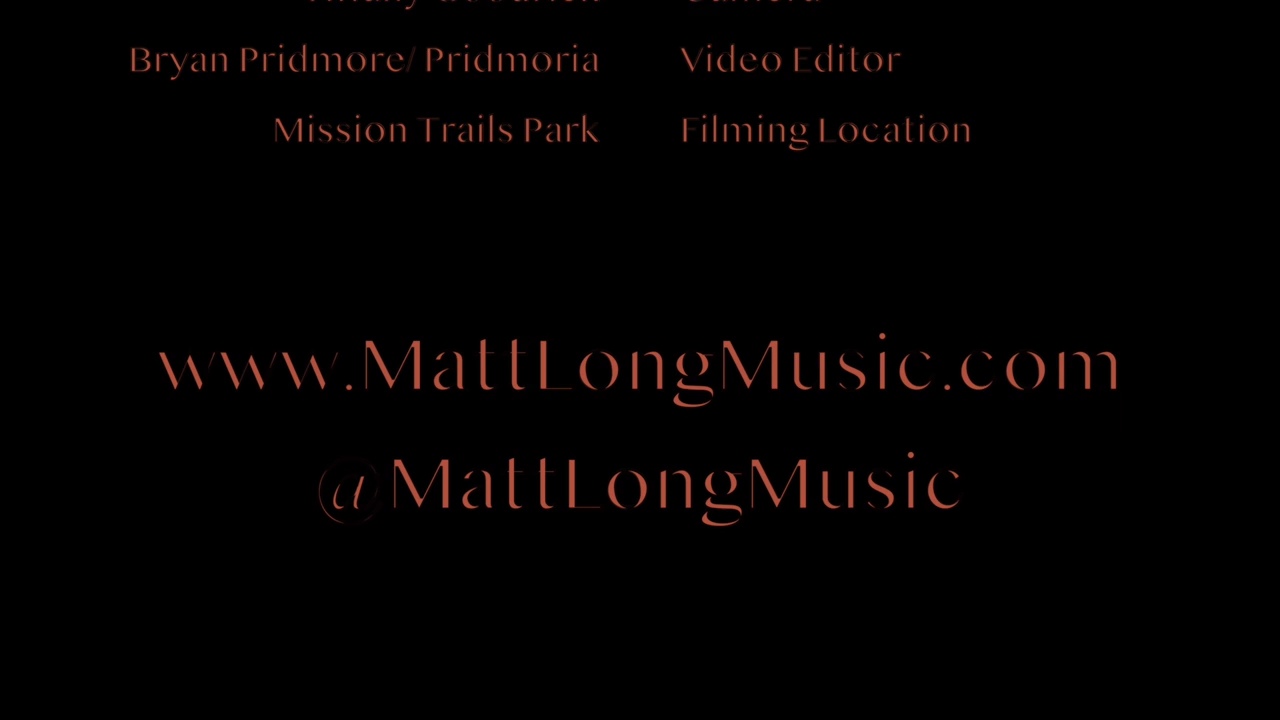 Bryan Pridmore/ Pridmoria Video Editor
Mission Trails Park Filming Location
www.MattLongMusic.com
@MattLongMusic